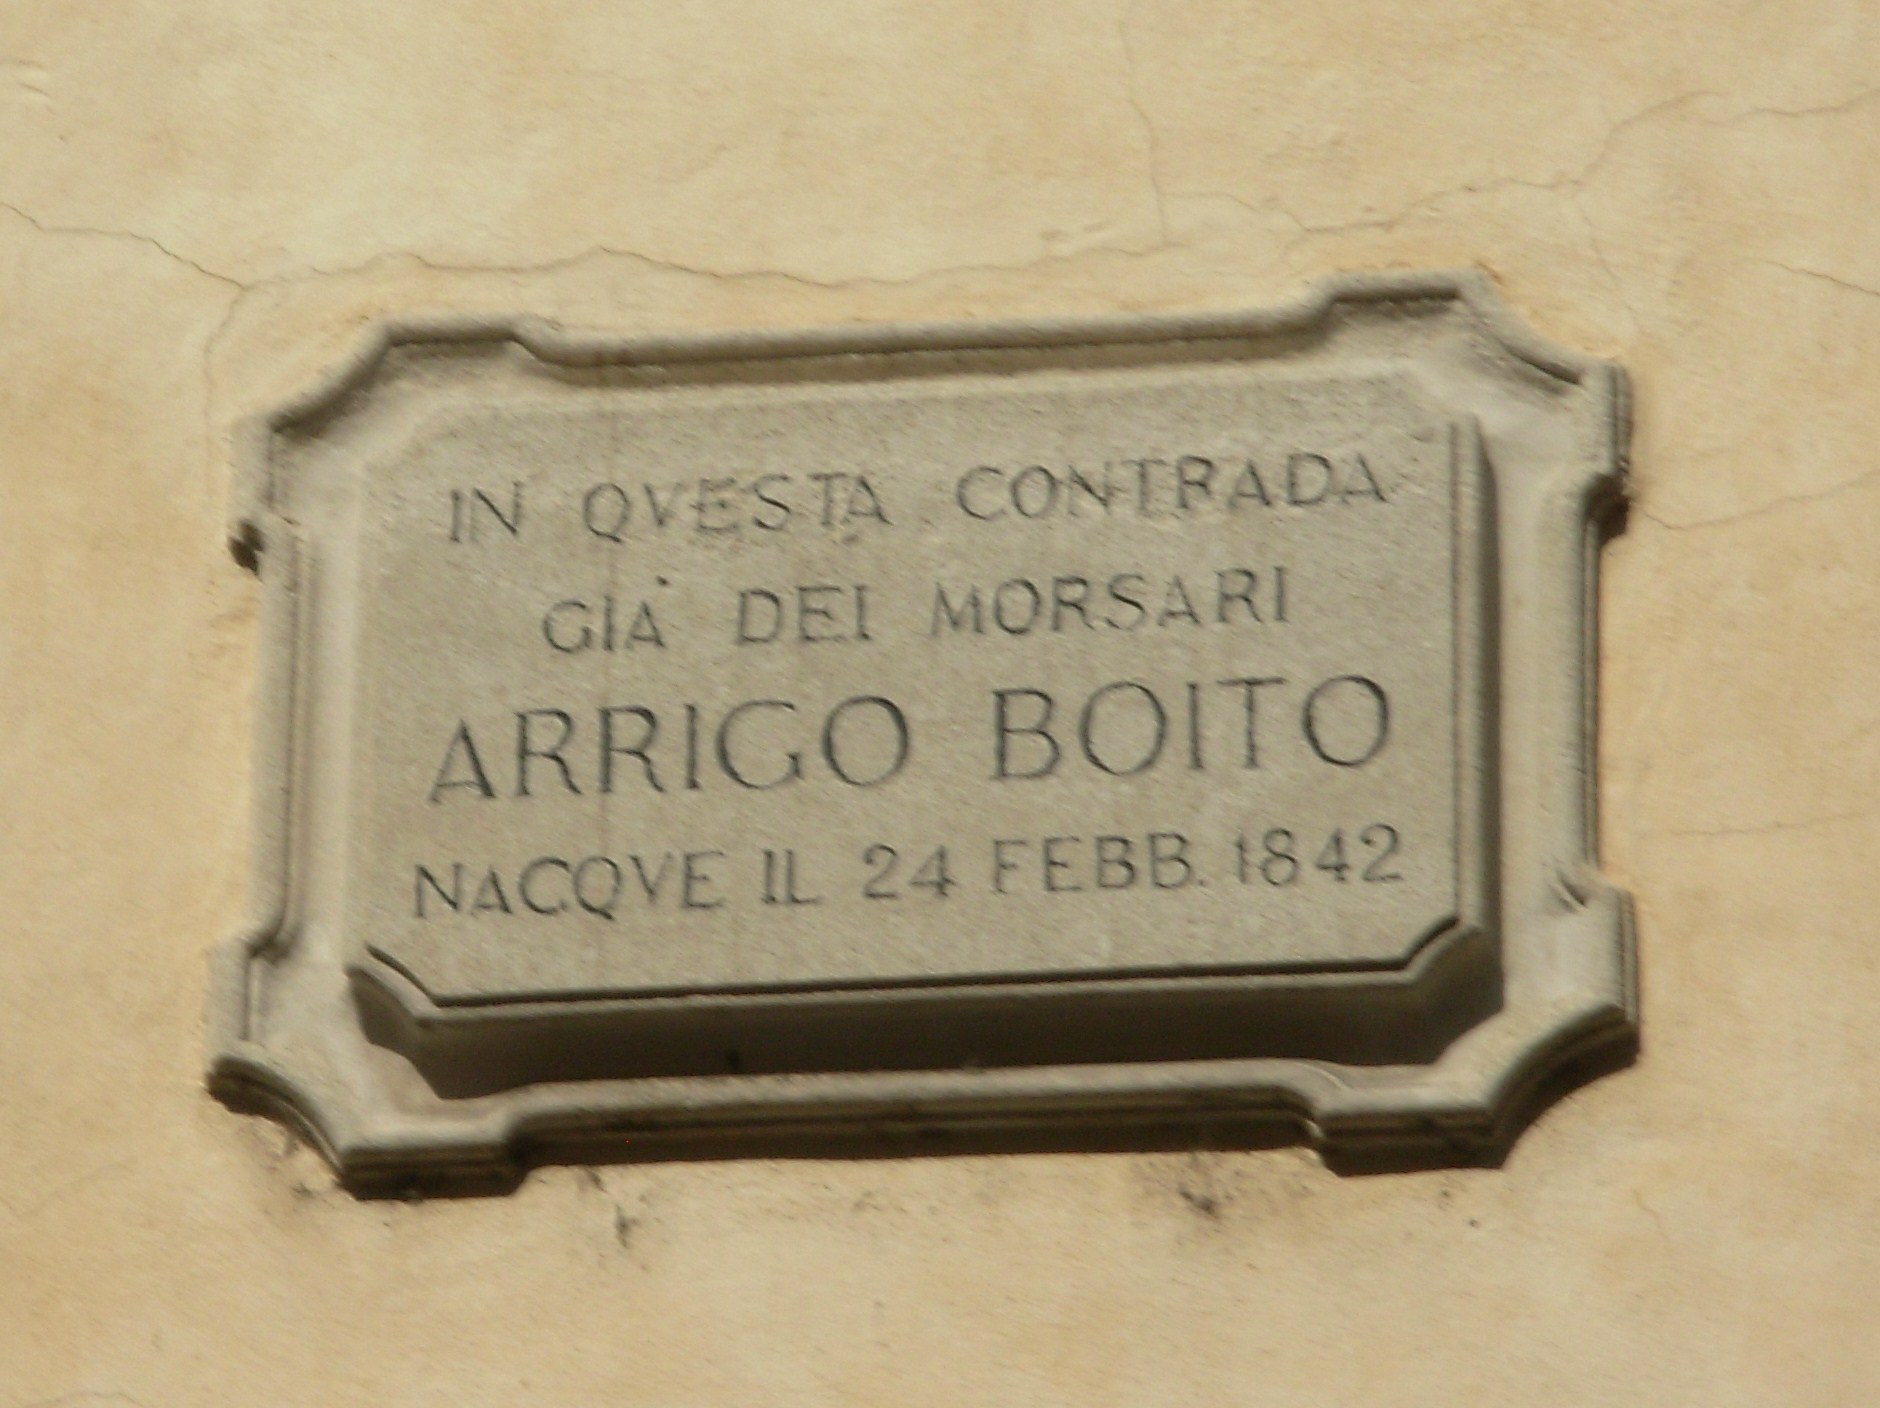 IN QVESTA CONTRADA
GIÀ DEI MORSARI
ARRIGO BOITO
NACQVE IL 24 FEBB. 1842